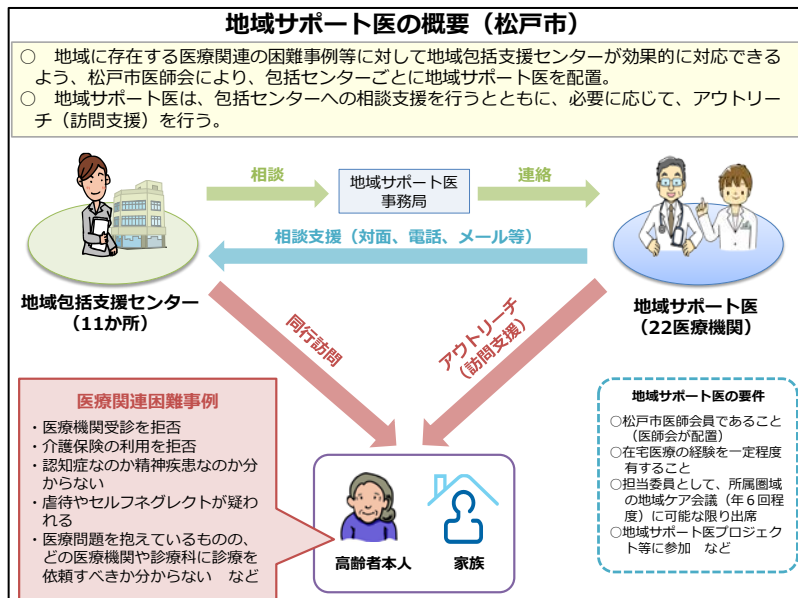 地域サポート医の概要（松戸市）
○　地域に存在する医療関連の困難事例等に対して地域包括支援センターが効果的に対応できる
よう、松戸市医師会により、包括センターごとに地域サポート医を配置。
○　地域サポート医は、包括センターへの相談支援を行うとともに、必要に応じて、アウトリー
チ（訪問支援）を行う。
相談
地域サポート医
事務局
連絡
相談支援（対面、電話、メール等）
地域包括支援センター
（11か所）
地域サポート医
（22医療機関）
同行訪問
アウトリーチ
（訪問支援）
医療関連困難事例
・医療機関受診を拒否
・介護保険の利用を拒否
・認知症なのか精神疾患なのか分
からない
・虐待やセルフネグレクトが疑わ
れる
・医療問題を抱えているものの、
どの医療機関や診療科に診療を
依頼すべきか分からない　など
高齢者本人
家族
地域サポート医の要件
○松戸市医師会員であること
（医師会が配置）
○在宅医療の経験を一定程度
有すること
○担当委員として、所属圏域
の地域ケア会議（年６回程
度）に可能な限り出席
○地域サポート医プロジェク
ト等に参加　など